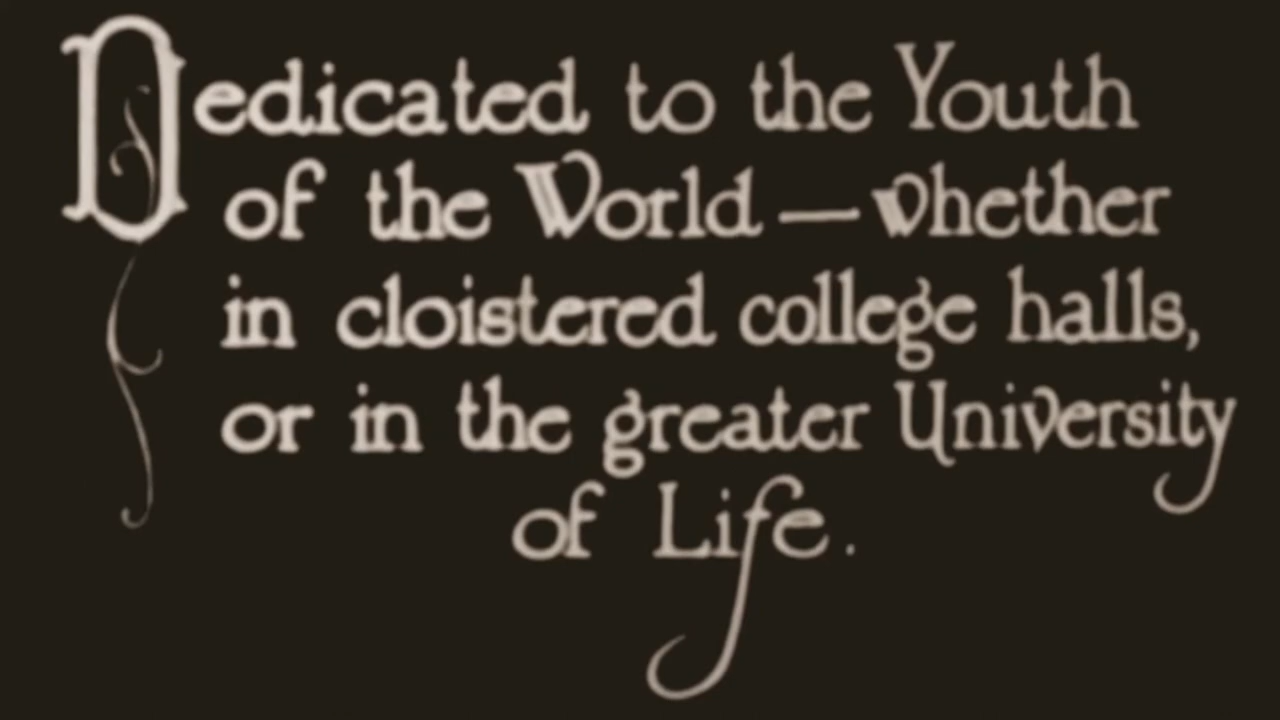 Dedicated to the Youth
of the World — whether
in cloistered college halls,
or in the greater University
of Life.